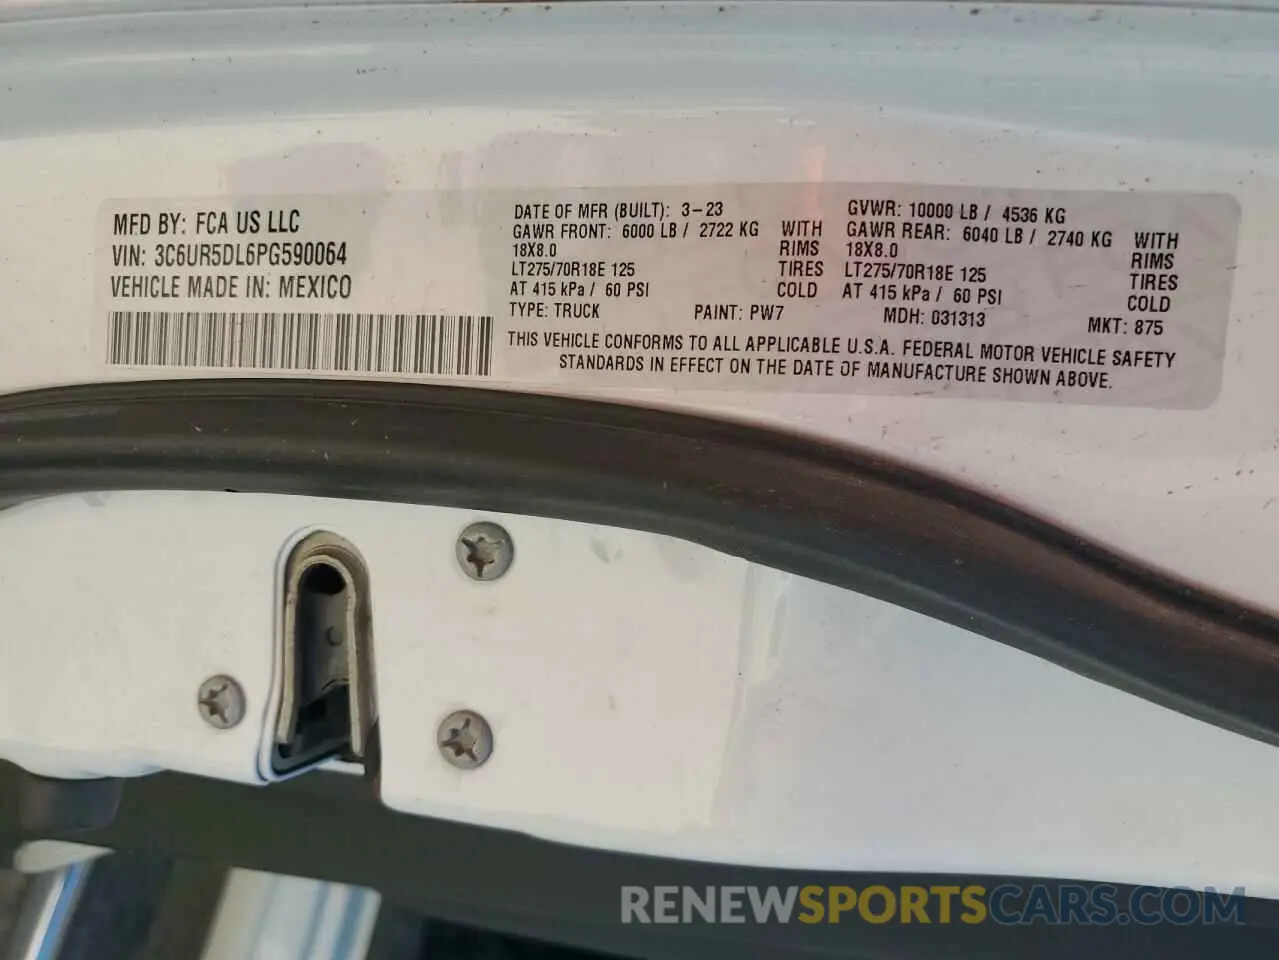 MFD BY: FCA US LLC
VIN: 3C6UR5DL6PG590064
VEHICLE MADE IN: MEXICO
DATE OF MFR (BUILT): 3-23
GAWR FRONT: 6000 LB / 2722 KG WITH
18X8.0 RIMS
LT275/70R18E 125 TIRES
AT 415 kPa / 60 PSI COLD
TYPE: TRUCK PAINT: PW7
GVWR: 10000 LB / 4536 KG
GAWR REAR: 6040 LB / 2740 KG WITH
18X8.0 RIMS
LT275/70R18E 125 TIRES
AT 415 kPa / 60 PSI COLD
MDH: 031313 MKT: 875
THIS VEHICLE CONFORMS TO ALL APPLICABLE U.S.A. FEDERAL MOTOR VEHICLE SAFETY
STANDARDS IN EFFECT ON THE DATE OF MANUFACTURE SHOWN ABOVE.
RENEWSPORTSCARS.COM